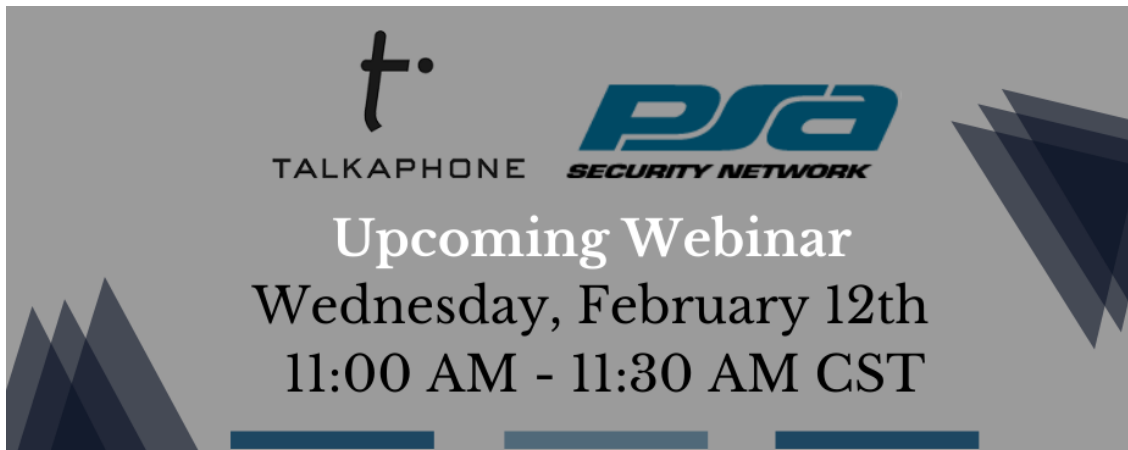 TALKAPHONE
psa
SECURITY NETWORK
Upcoming Webinar
Wednesday, February 12th
11:00 AM - 11:30 AM CST